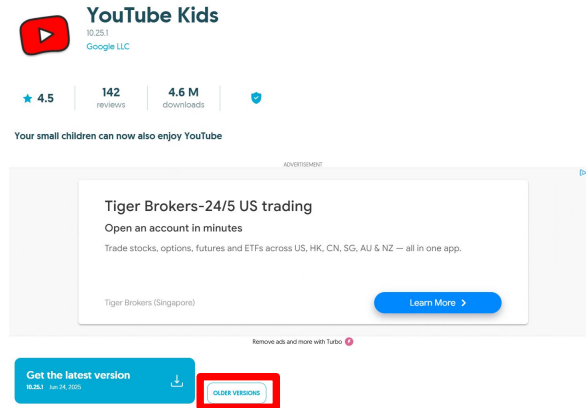 YouTube Kids
10.25.1
Google LLC
4.5
142
reviews
4.6 M
downloads
Your small children can now also enjoy YouTube
ADVERTISEMENT
Tiger Brokers-24/5 US trading
Open an account in minutes
Trade stocks, options, futures and ETFs across US, HK, CN, SG, AU & NZ — all in one app.
Tiger Brokers (Singapore)
Learn More
Remove ads and more with Turbo
Get the latest version
10.25.1 Jun 24, 2025
OLDER VERSIONS